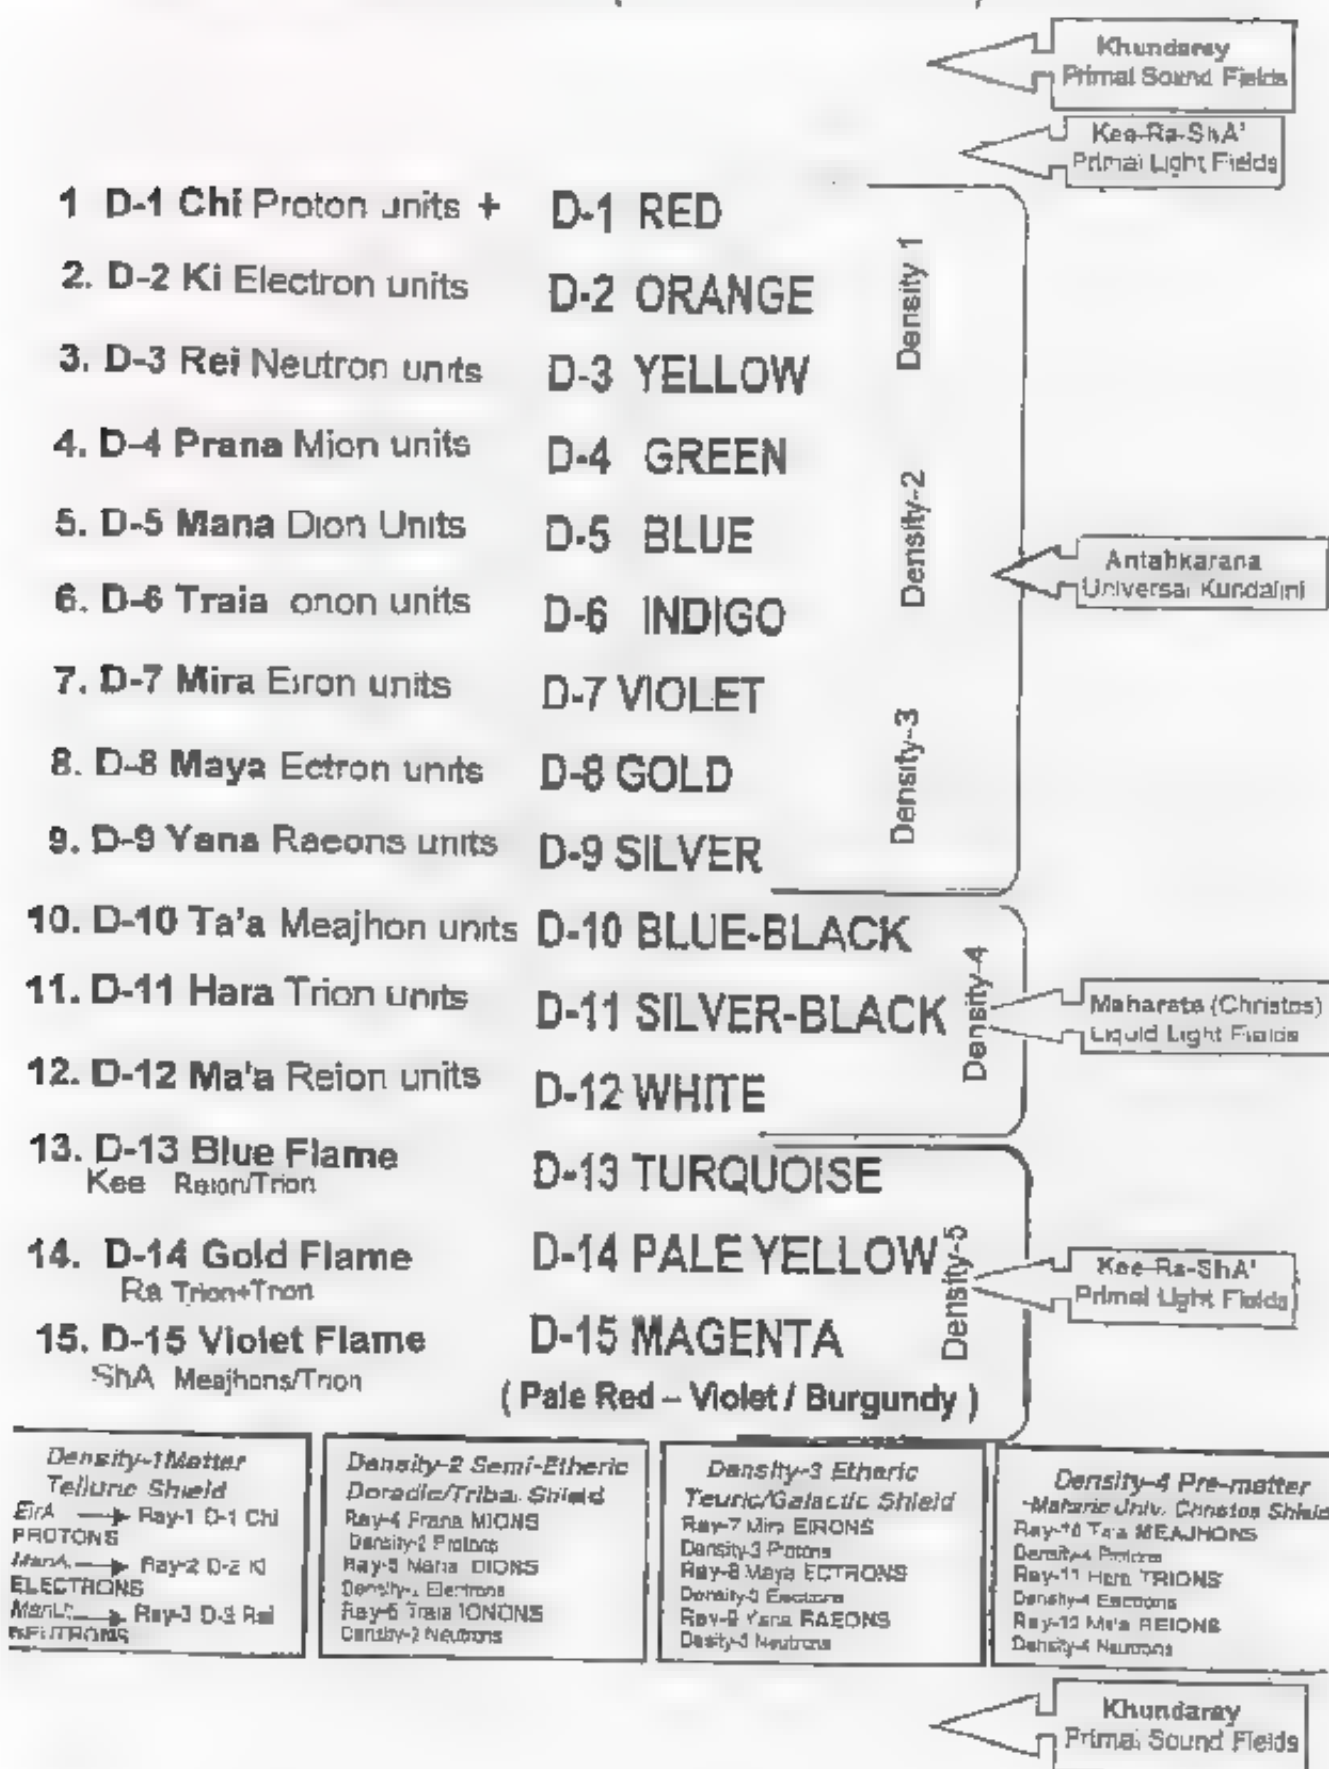 Khundaray
Primal Sound Fields
Kee-Ra-ShA'
Primal Light Fields
1 D-1 Chi Proton units + D-1 RED
2. D-2 Ki Electron units D-2 ORANGE
3. D-3 Rei Neutron units D-3 YELLOW
Density 1
4. D-4 Prana Mion units D-4 GREEN
5. D-5 Mana Dion Units D-5 BLUE
6. D-6 Traia onon units D-6 INDIGO
Density-2
Antahkarana
Universal Kundalini
7. D-7 Mira Eiron units D-7 VIOLET
8. D-8 Maya Ectron units D-8 GOLD
9. D-9 Yana Raeons units D-9 SILVER
Density-3
10. D-10 Ta'a Meajhon units D-10 BLUE-BLACK
11. D-11 Hara Trion units D-11 SILVER-BLACK
12. D-12 Ma'a Reion units D-12 WHITE
Density-4
Maharata (Christos)
Liquid Light Fields
13. D-13 Blue Flame D-13 TURQUOISE
Kee Reion/Trion
14. D-14 Gold Flame D-14 PALE YELLOW
Ra Trion+Trion
15. D-15 Violet Flame D-15 MAGENTA
ShA Meajhons/Trion
( Pale Red – Violet / Burgundy )
Density-5
Kee-Ra-ShA'
Primal Light Fields
Density-1 Matter
Telluric Shield
EirA Ray-1 D-1 Chi
PROTONS
ManA Ray-2 D-2 Ki
ELECTRONS
Ray-3 D-3 Rei
NEUTRONS
Density-2 Semi-Etheric
Doradic/Tribal Shield
Ray-4 Prana MIONS
Density-2 Protons
Ray-5 Mana DIONS
Density-2 Electrons
Ray-6 Traia IONONS
Density-2 Neutrons
Density-3 Etheric
Teuric/Galactic Shield
Ray-7 Mira EIRONS
Density-3 Protons
Ray-8 Maya ECTRONS
Density-3 Electrons
Ray-9 Yana RAEONS
Desity-3 Neutrons
Density-4 Pre-matter
Maharic Univ. Christos Shield
Ray-10 Ta'a MEAJHONS
Density-4 Protons
Ray-11 Hara TRIONS
Density-4 Electrons
Ray-12 Ma'a REIONS
Density-4 Neutrons
Khundaray
Primal Sound Fields